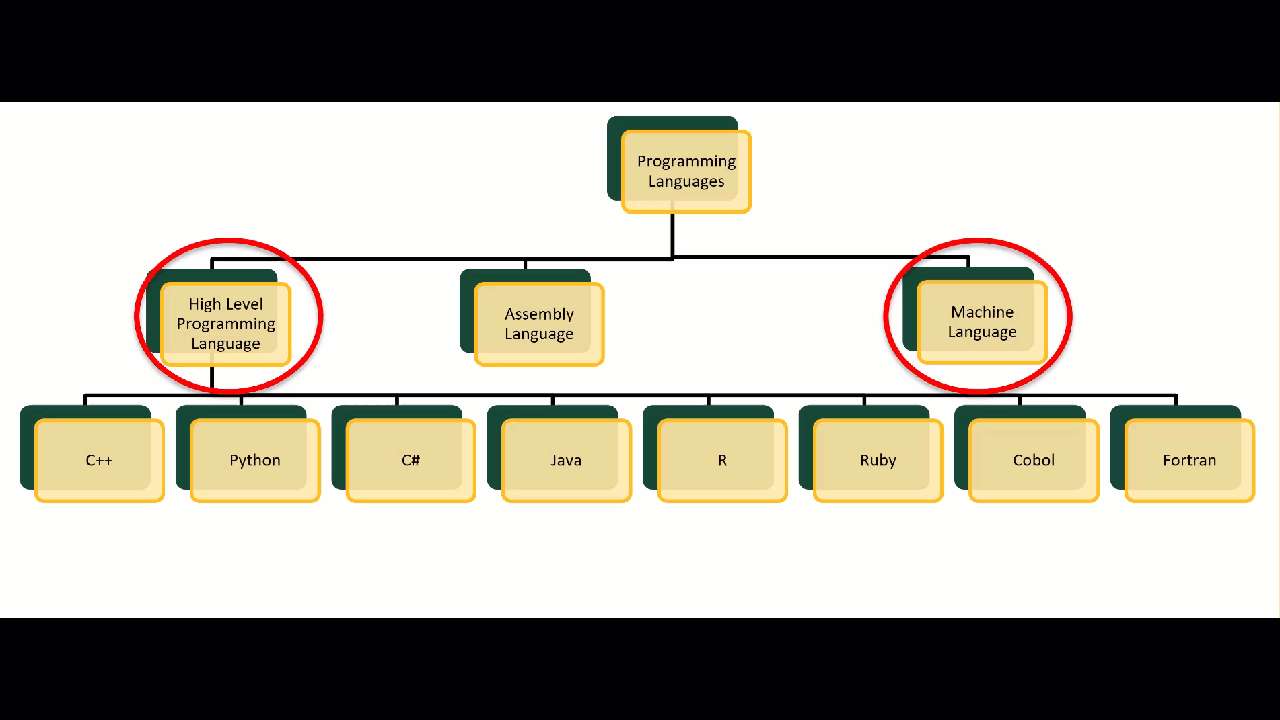 Programming
Languages
High Level
Programming
Language
Assembly
Language
Machine
Language
C++
Python
C#
Java
R
Ruby
Cobol
Fortran